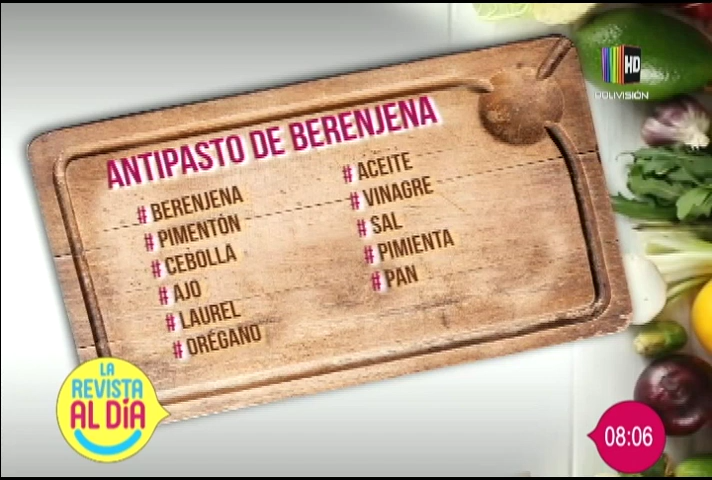 ANTIPASTO DE BERENJENA
# BERENJENA
# PIMENTÓN
# CEBOLLA
# AJO
# LAUREL
# ORÉGANO
# ACEITE
# VINAGRE
# SAL
# PIMIENTA
# PAN
HD
BOLIVISIÓN
LA
REVISTA
AL DÍA
08:06